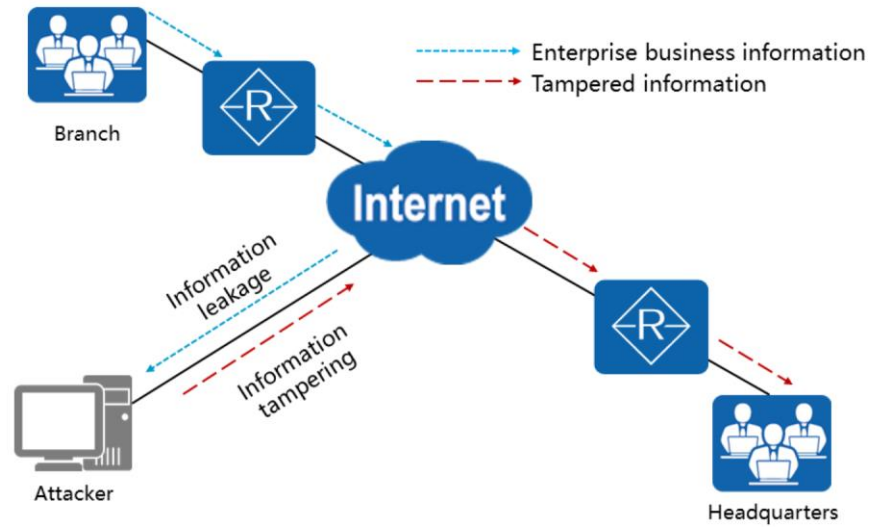 Enterprise business information
Tampered information
Branch
R
Internet
Information
leakage
Information
tampering
R
Attacker
Headquarters